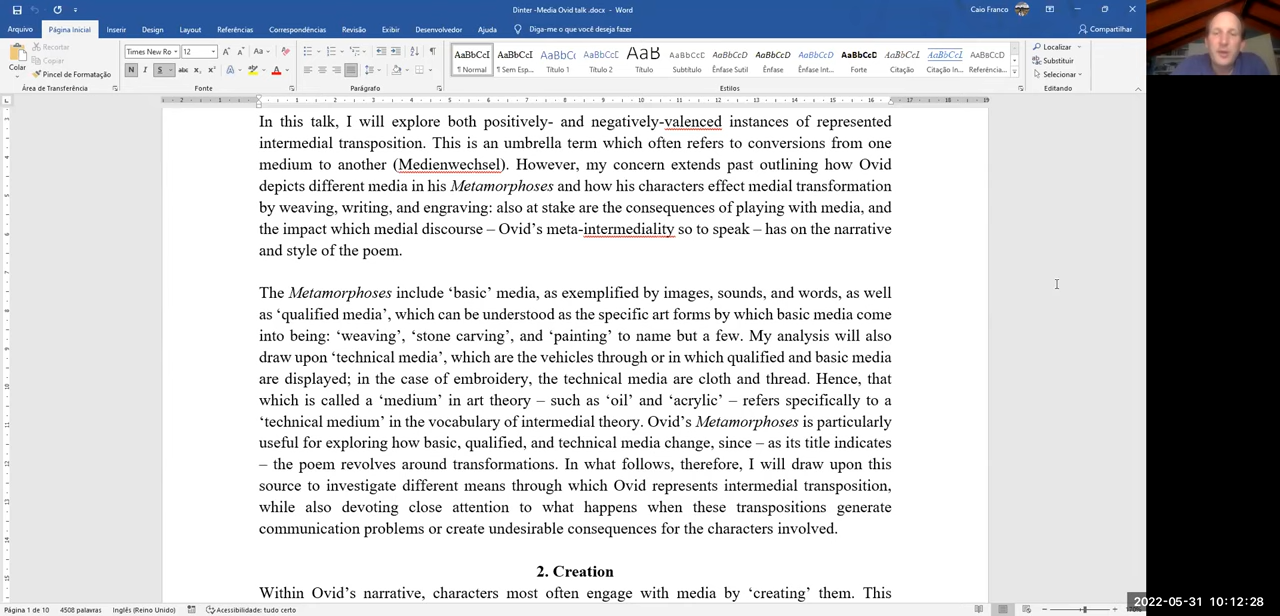 Dinter -Media Ovid talk .docx - Word
Caio Franco
Arquivo Página Inicial Inserir Design Layout Referências Correspondências Revisão Exibir Desenvolvedor Ajuda Diga-me o que você deseja fazer Compartilhar
Colar
Recortar
Copiar
Pincel de Formatação
Área de Transferência
Times New Ro 12
Fonte
Parágrafo
AaBbCcI AaBbCcI AaBbCc AaBbCcI AaB AaBbCcC AaBbCcD AaBbCcD AaBbCcD AaBbCcD AaBbCcI AaBbCcI AaBbCcD
¶ Normal ¶ Sem Esp... Título 1 Título 2 Título Subtítulo Ênfase Sutil Ênfase Ênfase Int... Forte Citação Citação In... Referência...
Estilos
Localizar
Substituir
Selecionar
Editando
In this talk, I will explore both positively- and negatively-valenced instances of represented
intermedial transposition. This is an umbrella term which often refers to conversions from one
medium to another (Medienwechsel). However, my concern extends past outlining how Ovid
depicts different media in his Metamorphoses and how his characters effect medial transformation
by weaving, writing, and engraving: also at stake are the consequences of playing with media, and
the impact which medial discourse – Ovid’s meta-intermediality so to speak – has on the narrative
and style of the poem.
The Metamorphoses include ‘basic’ media, as exemplified by images, sounds, and words, as well
as ‘qualified media’, which can be understood as the specific art forms by which basic media come
into being: ‘weaving’, ‘stone carving’, and ‘painting’ to name but a few. My analysis will also
draw upon ‘technical media’, which are the vehicles through or in which qualified and basic media
are displayed; in the case of embroidery, the technical media are cloth and thread. Hence, that
which is called a ‘medium’ in art theory – such as ‘oil’ and ‘acrylic’ – refers specifically to a
‘technical medium’ in the vocabulary of intermedial theory. Ovid’s Metamorphoses is particularly
useful for exploring how basic, qualified, and technical media change, since – as its title indicates
– the poem revolves around transformations. In what follows, therefore, I will draw upon this
source to investigate different means through which Ovid represents intermedial transposition,
while also devoting close attention to what happens when these transpositions generate
communication problems or create undesirable consequences for the characters involved.
2. Creation
Within Ovid’s narrative, characters most often engage with media by ‘creating’ them. This
Página 1 de 10 4508 palavras Inglês (Reino Unido) Acessibilidade: tudo certo
2022-05-31 10:12:28